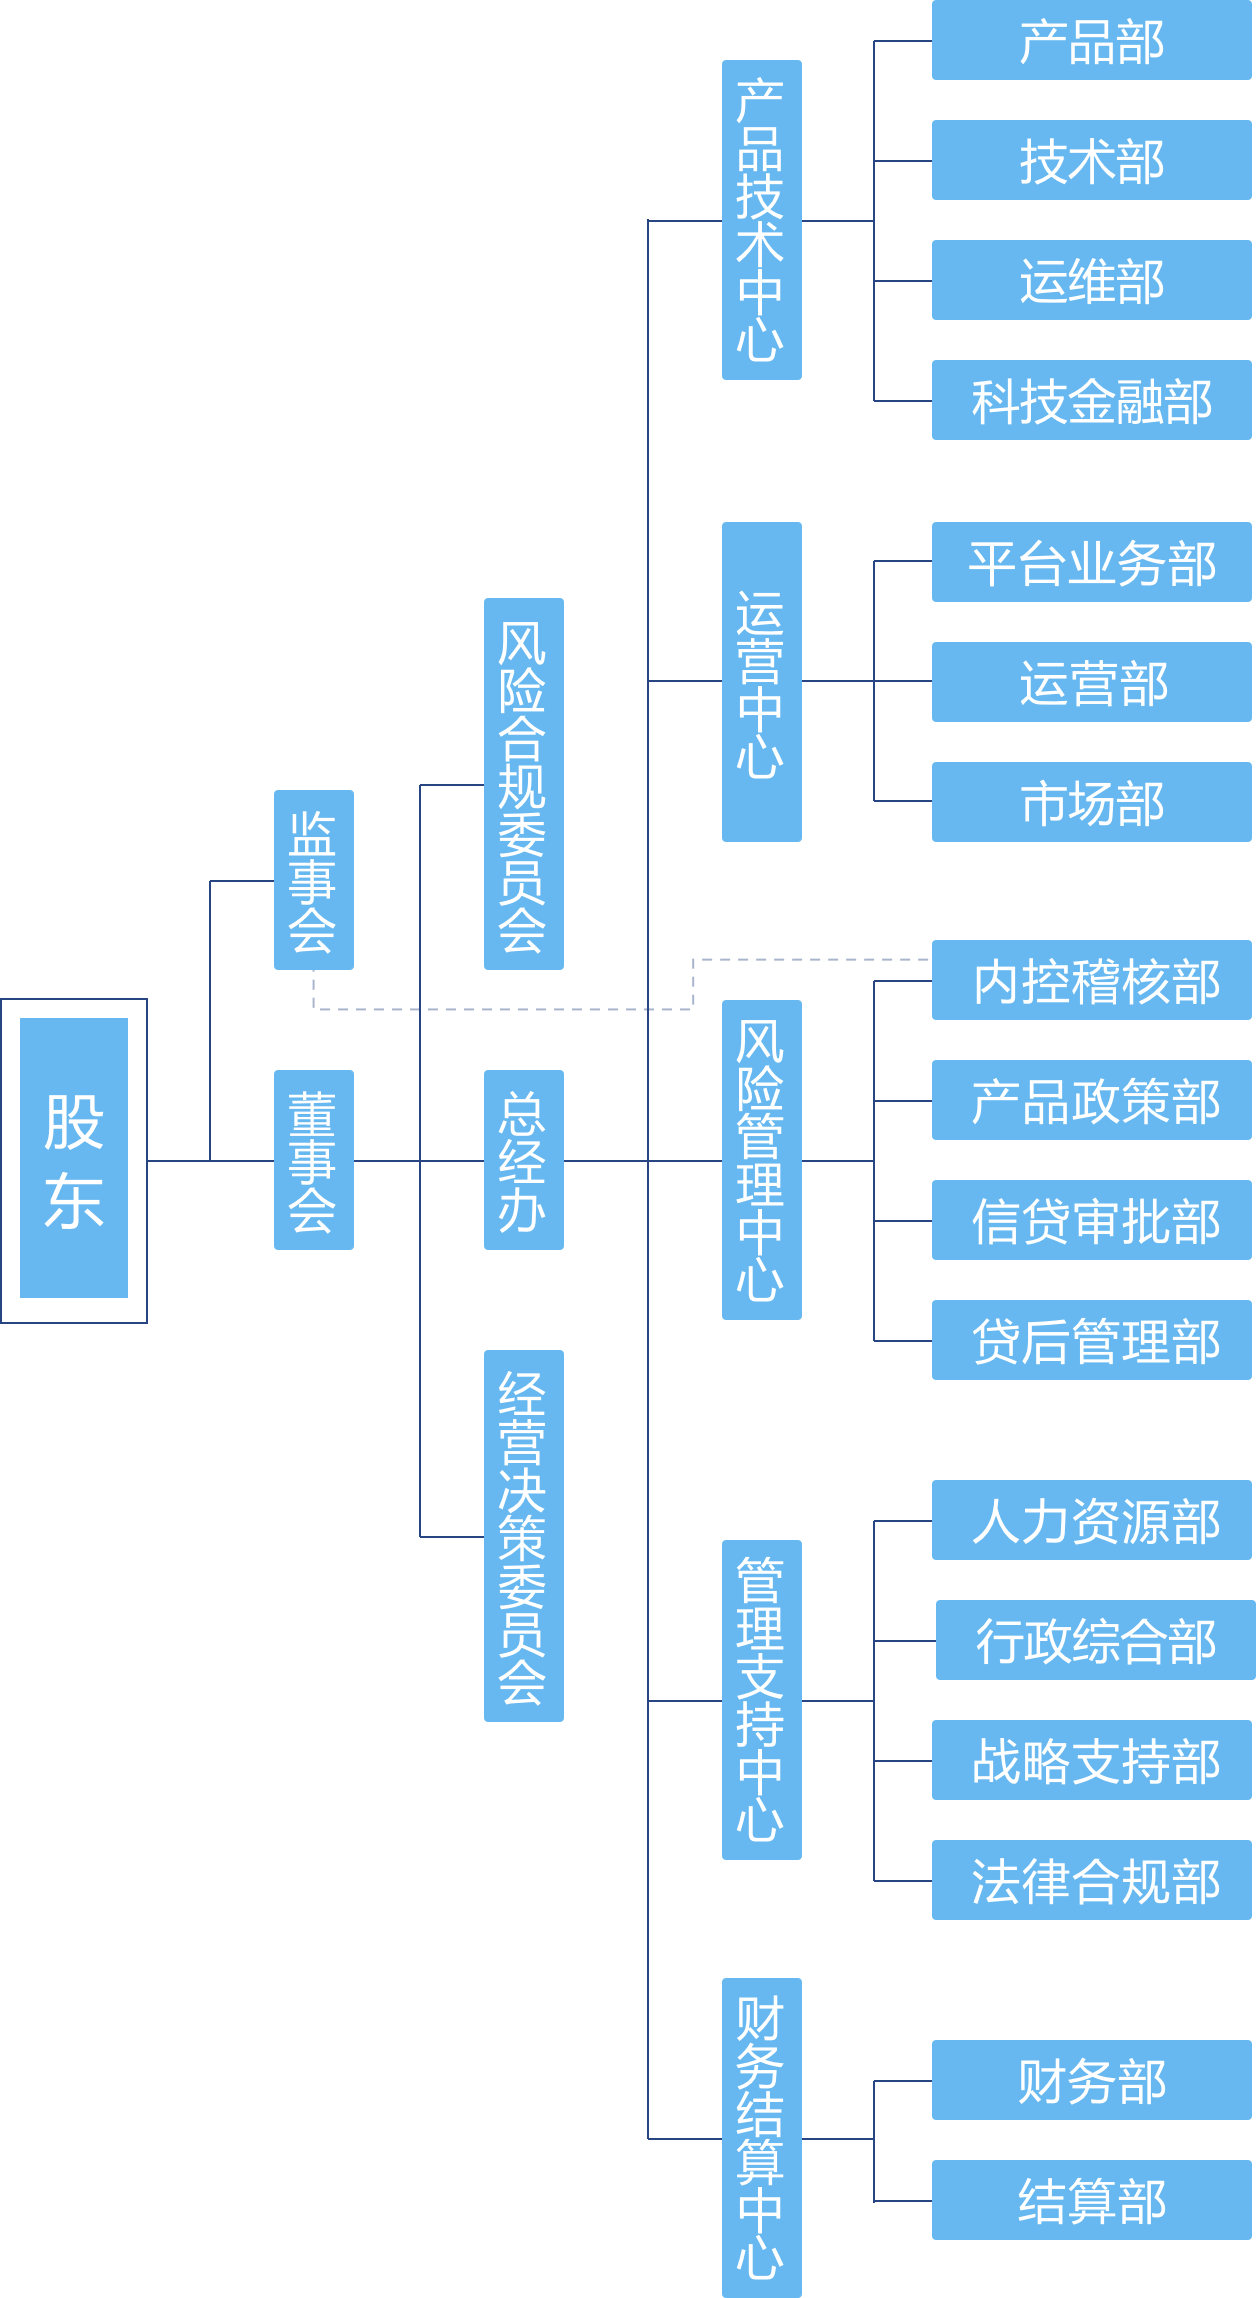 股东
监事会
董事会
风险合规委员会
总经办
经营决策委员会
产品技术中心
产品部
技术部
运维部
科技金融部
运营中心
平台业务部
运营部
市场部
风险管理中心
内控稽核部
产品政策部
信贷审批部
贷后管理部
管理支持中心
人力资源部
行政综合部
战略支持部
法律合规部
财务结算中心
财务部
结算部